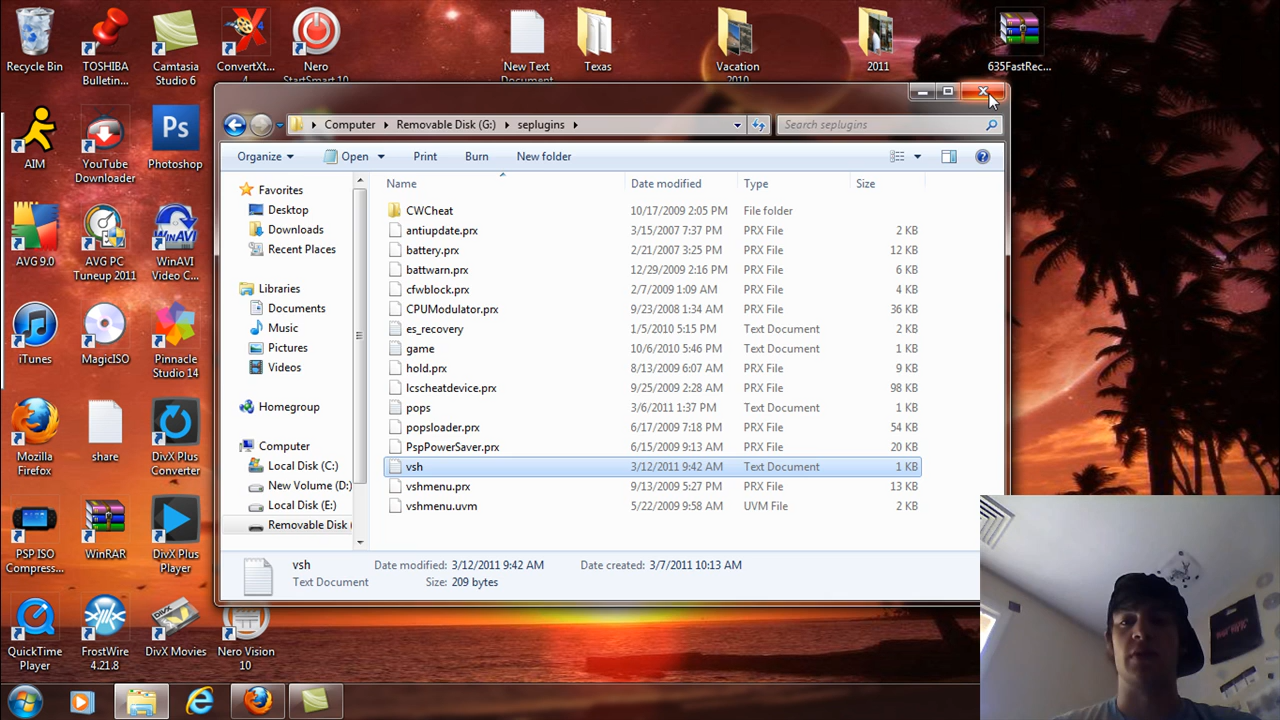 Recycle Bin
TOSHIBA
Bulletin...
Camtasia
Studio 6
ConvertXt...
4
Nero
StartSmart 10
New Text
Document
Texas
Vacation
2010
2011
635FastRec...
AIM
YouTube
Downloader
Ps
Photoshop
AVG 9.0
AVG PC
Tuneup 2011
WinAVI
Video C...
iTunes
MagicISO
Pinnacle
Studio 14
Mozilla
Firefox
share
DivX Plus
Converter
PSP ISO
Compress...
WinRAR
DivX Plus
Player
QuickTime
Player
FrostWire
4.21.8
DivX Movies
Nero Vision
10
Computer
Removable Disk (G:)
seplugins
Search seplugins
Organize
Open
Print
Burn
New folder
Favorites
Desktop
Downloads
Recent Places
Libraries
Documents
Music
Pictures
Videos
Homegroup
Computer
Local Disk (C:)
New Volume (D:)
Local Disk (E:)
Removable Disk (
Name Date modified Type Size
CWCheat 10/17/2009 2:05 PM File folder
antiupdate.prx 3/15/2007 7:37 PM PRX File 2 KB
battery.prx 2/21/2007 3:25 PM PRX File 12 KB
battwarn.prx 12/29/2009 2:16 PM PRX File 6 KB
cfwblock.prx 2/7/2009 1:09 AM PRX File 4 KB
CPUModulator.prx 9/23/2008 1:34 AM PRX File 36 KB
es_recovery 1/5/2010 5:15 PM Text Document 2 KB
game 10/6/2010 5:46 PM Text Document 1 KB
hold.prx 8/13/2009 6:07 AM PRX File 9 KB
lcscheatdevice.prx 9/25/2009 2:28 AM PRX File 98 KB
pops 3/6/2011 1:37 PM Text Document 1 KB
popsloader.prx 6/17/2009 7:18 PM PRX File 54 KB
PspPowerSaver.prx 6/15/2009 9:13 AM PRX File 20 KB
vsh 3/12/2011 9:42 AM Text Document 1 KB
vshmenu.prx 9/13/2009 5:27 PM PRX File 13 KB
vshmenu.uvm 5/22/2009 9:58 AM UVM File 2 KB
vsh Date modified: 3/12/2011 9:42 AM Date created: 3/7/2011 10:13 AM
Text Document Size: 209 bytes